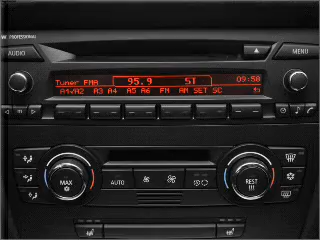 PROFESSIONAL
AUDIO
MENU
Tuner FMA 95.9 ST 09:58
A1▾A2 A3 A4 A5 A6 FM AM SET SC
MAX
AUTO
REST